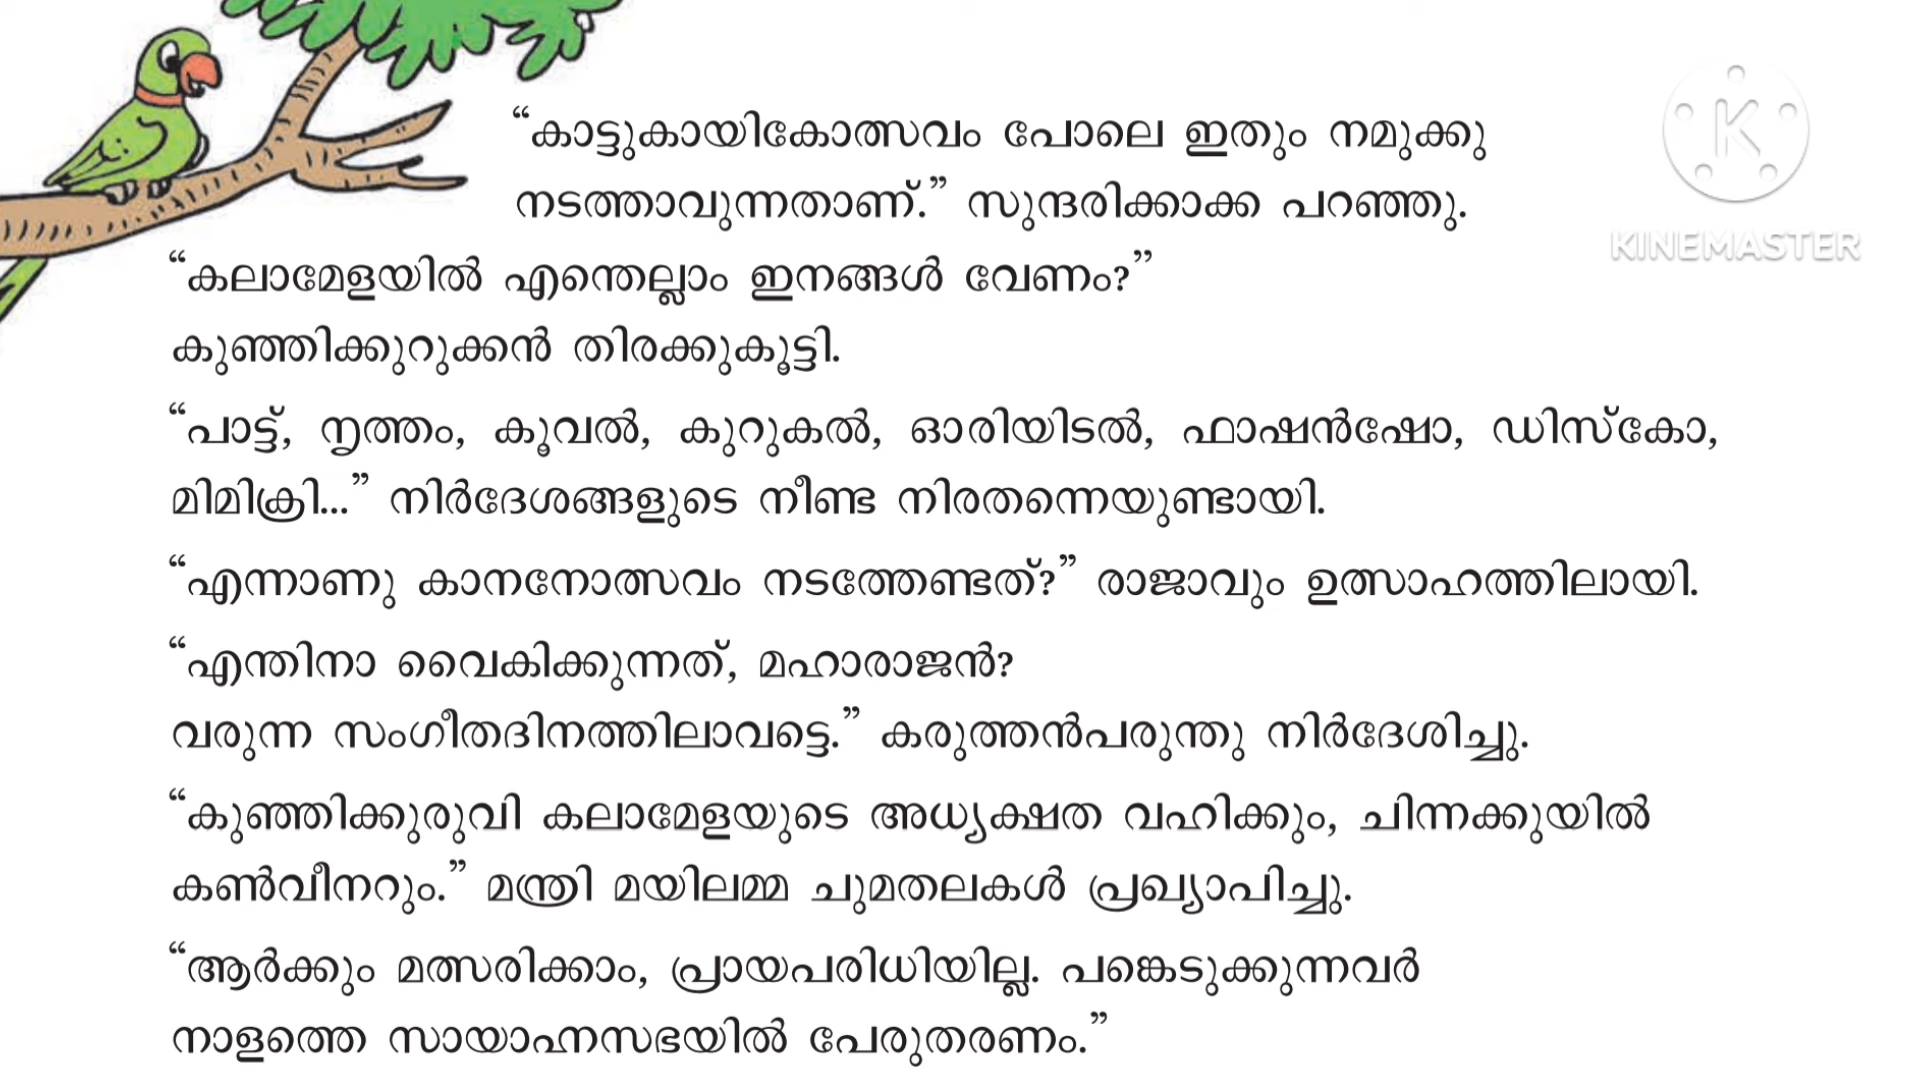 “കാട്ടുകായികോത്സവം പോലെ ഇതും നമുക്കു
നടത്താവുന്നതാണ്.” സുന്ദരിക്കാക്ക പറഞ്ഞു.
“കലാമേളയിൽ എന്തെല്ലാം ഇനങ്ങൾ വേണം?”
കുഞ്ഞിക്കുറുക്കൻ തിരക്കുകൂട്ടി.
“പാട്ട്, നൃത്തം, കൂവൽ, കുറുകൽ, ഓരിയിടൽ, ഫാഷൻഷോ, ഡിസ്കോ,
മിമിക്രി...” നിർദേശങ്ങളുടെ നീണ്ട നിരതന്നെയുണ്ടായി.
“എന്നാണു കാനനോത്സവം നടത്തേണ്ടത്?” രാജാവും ഉത്സാഹത്തിലായി.
“എന്തിനാ വൈകിക്കുന്നത്, മഹാരാജൻ?
വരുന്ന സംഗീതദിനത്തിലാവട്ടെ.” കരുത്തൻപരുന്തു നിർദേശിച്ചു.
“കുഞ്ഞിക്കുരുവി കലാമേളയുടെ അധ്യക്ഷത വഹിക്കും, ചിന്നക്കുയിൽ
കൺവീനറും.” മന്ത്രി മയിലമ്മ ചുമതലകൾ പ്രഖ്യാപിച്ചു.
“ആർക്കും മത്സരിക്കാം, പ്രായപരിധിയില്ല. പങ്കെടുക്കുന്നവർ
നാളത്തെ സായാഹ്നസഭയിൽ പേരുതരണം.”
K
KINEMASTER